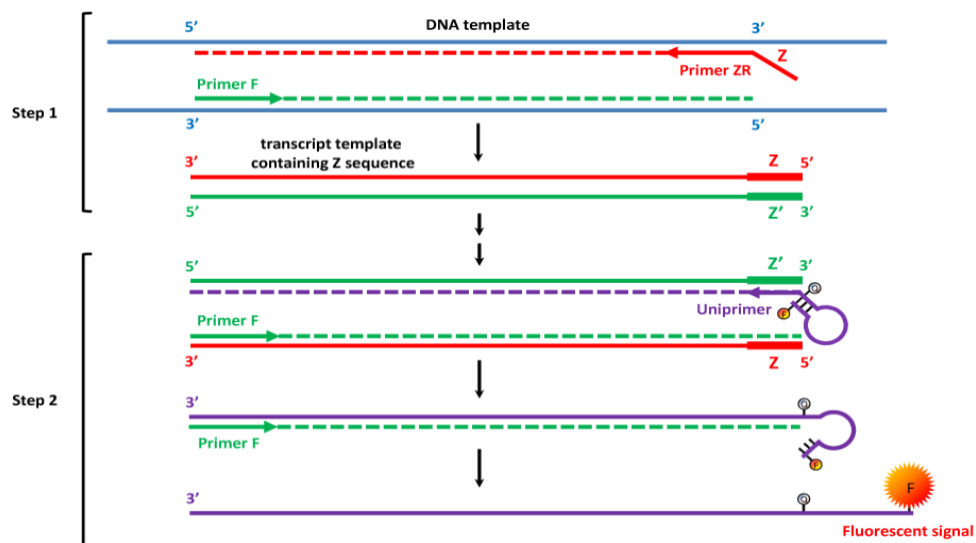 5’ DNA template 3’
Z
Primer ZR
Primer F
Step 1
3’ 5’
transcript template
containing Z sequence
3’ Z 5’
5’ Z’ 3’
5’ Z’ 3’
Q
Uniprimer
F
Primer F
3’ Z 5’
Step 2
3’ Q
Primer F
F
3’ Q F
Fluorescent signal